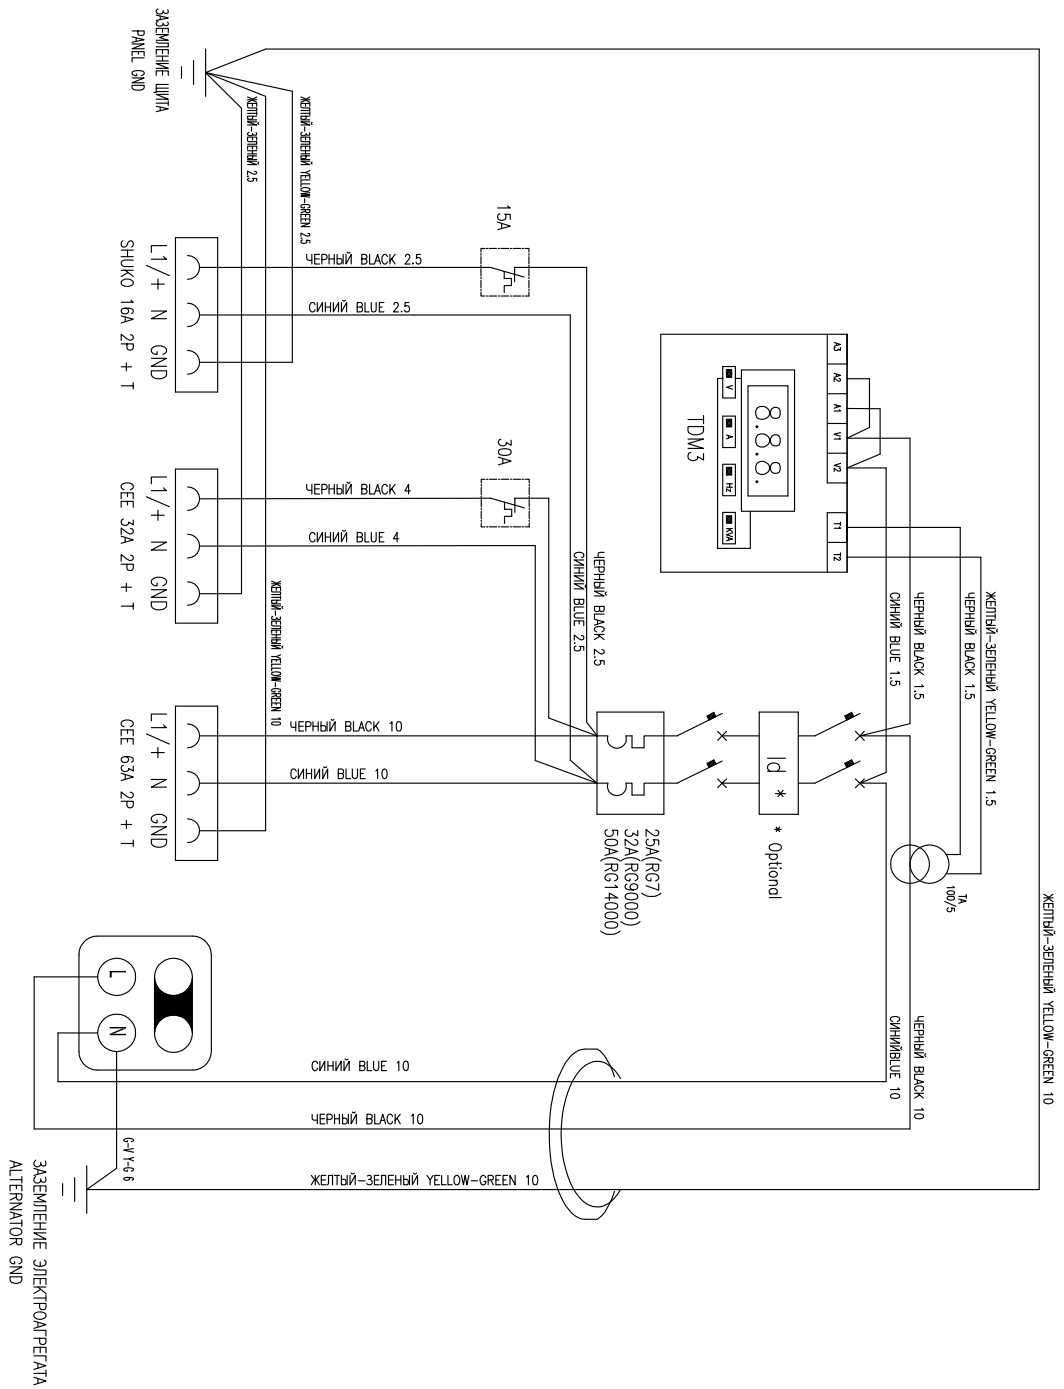 ЗАЗЕМЛЕНИЕ ЩИТА
PANEL GND
ЖЕЛТЫЙ-ЗЕЛЕНЫЙ 2.5
ЖЕЛТЫЙ-ЗЕЛЕНЫЙ YELLOW-GREEN 2.5
L1/+ N GND
SHUKO 16A 2P + T
ЧЕРНЫЙ BLACK 2.5
СИНИЙ BLUE 2.5
15A
L1/+ N GND
CEE 32A 2P + T
ЧЕРНЫЙ BLACK 4
СИНИЙ BLUE 4
30A
ЖЕЛТЫЙ-ЗЕЛЕНЫЙ YELLOW-GREEN 10
L1/+ N GND
CEE 63A 2P + T
ЧЕРНЫЙ BLACK 10
СИНИЙ BLUE 10
ЧЕРНЫЙ BLACK 2.5
СИНИЙ BLUE 2.5
A3
A2
A1
V1
V2
T1
T2
8.8.8.
V
A
Hz
KVA
TDM3
ЖЕЛТЫЙ-ЗЕЛЕНЫЙ YELLOW-GREEN 1.5
ЧЕРНЫЙ BLACK 1.5
ЧЕРНЫЙ BLACK 1.5
СИНИЙ BLUE 1.5
Id *
* Optional
25A(RG7)
32A(RG9000)
50A(RG14000)
TA
100/5
ЖЕЛТЫЙ-ЗЕЛЕНЫЙ YELLOW-GREEN 10
ЧЕРНЫЙ BLACK 10
СИНИЙBLUE 10
L
N
СИНИЙ BLUE 10
ЧЕРНЫЙ BLACK 10
ЖЕЛТЫЙ-ЗЕЛЕНЫЙ YELLOW-GREEN 10
G-V Y-G 6
ЗАЗЕМЛЕНИЕ ЭЛЕКТРОАГРЕГАТА
ALTERNATOR GND